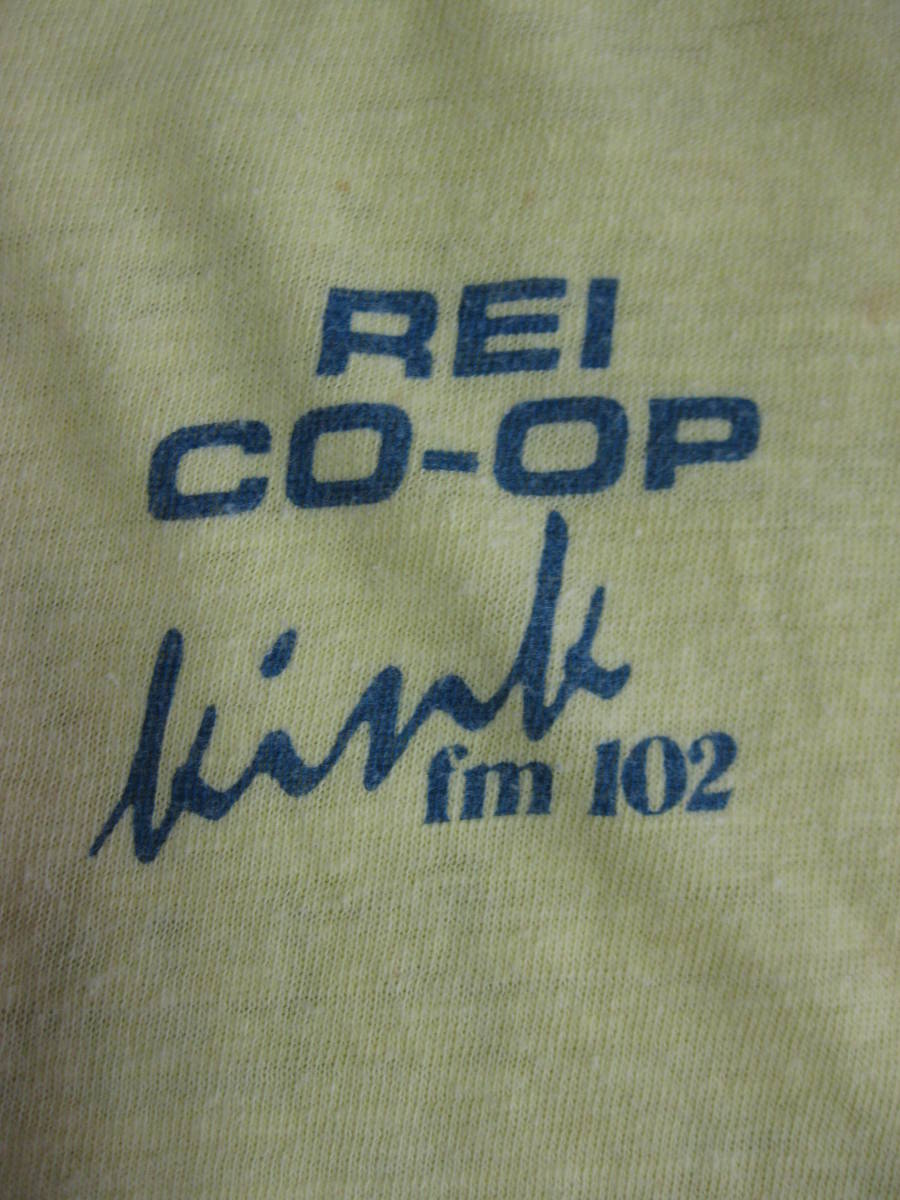 REI
CO-OP
kink
fm 102